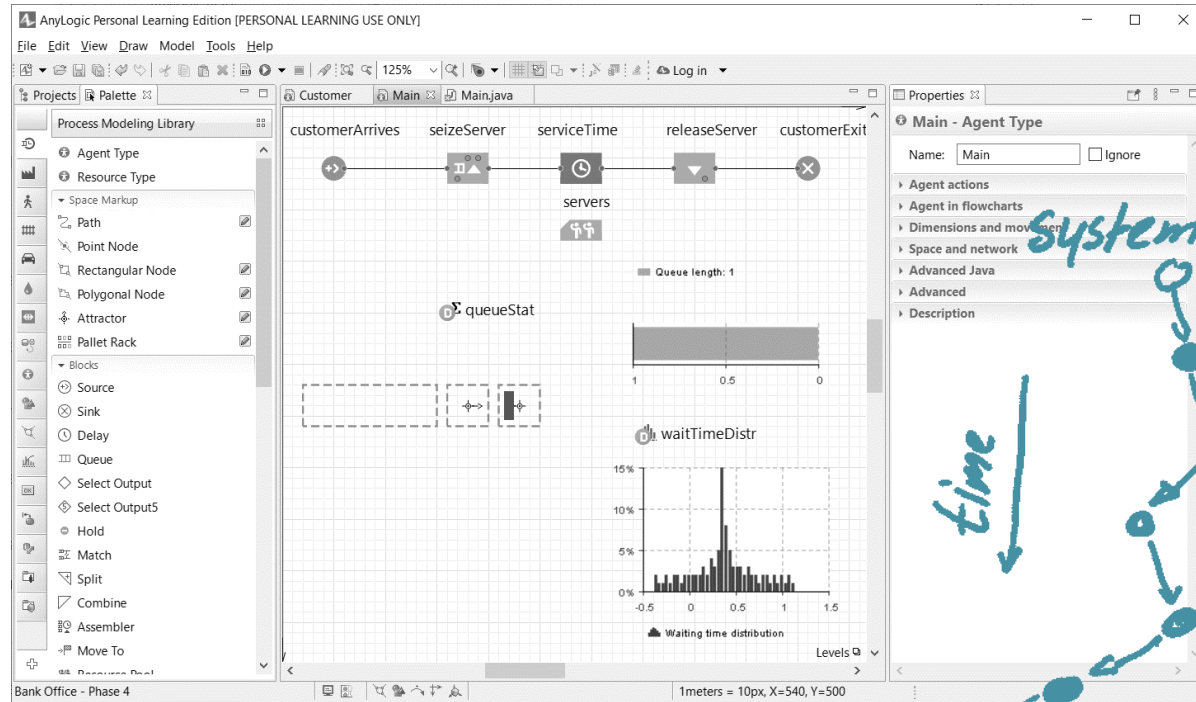 AnyLogic Personal Learning Edition [PERSONAL LEARNING USE ONLY]
File Edit View Draw Model Tools Help
125% Log in
Projects Palette
Customer Main Main.java
Properties
Process Modeling Library
Agent Type
Resource Type
Space Markup
Path
Point Node
Rectangular Node
Polygonal Node
Attractor
Pallet Rack
Blocks
Source
Sink
Delay
Queue
Select Output
Select Output5
Hold
Match
Split
Combine
Assembler
Move To
customerArrives seizeServer serviceTime releaseServer customerExit
servers
Queue length: 1
queueStat
1 0.5 0
waitTimeDistr
15%
10%
5%
0%
-0.5 0 0.5 1 1.5
Waiting time distribution
Levels
Main - Agent Type
Name: Main Ignore
Agent actions
Agent in flowcharts
Dimensions and movement
Space and network
Advanced Java
Advanced
Description
system
time
Bank Office - Phase 4
1meters = 10px, X=540, Y=500